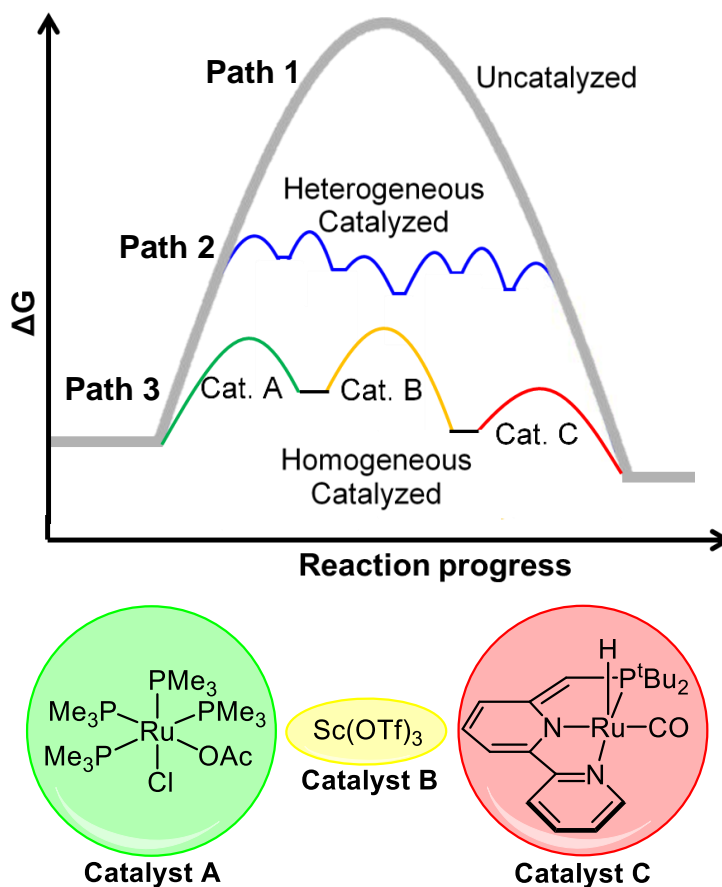 Path 1
Uncatalyzed
Heterogeneous
Catalyzed
Path 2
ΔG
Path 3
Cat. A
Cat. B
Cat. C
Homogeneous
Catalyzed
Reaction progress
PMe3
Me3P
PMe3
Me3P
Ru
OAc
Cl
Catalyst A
Sc(OTf)3
Catalyst B
H
PtBu2
N
Ru
CO
N
Catalyst C